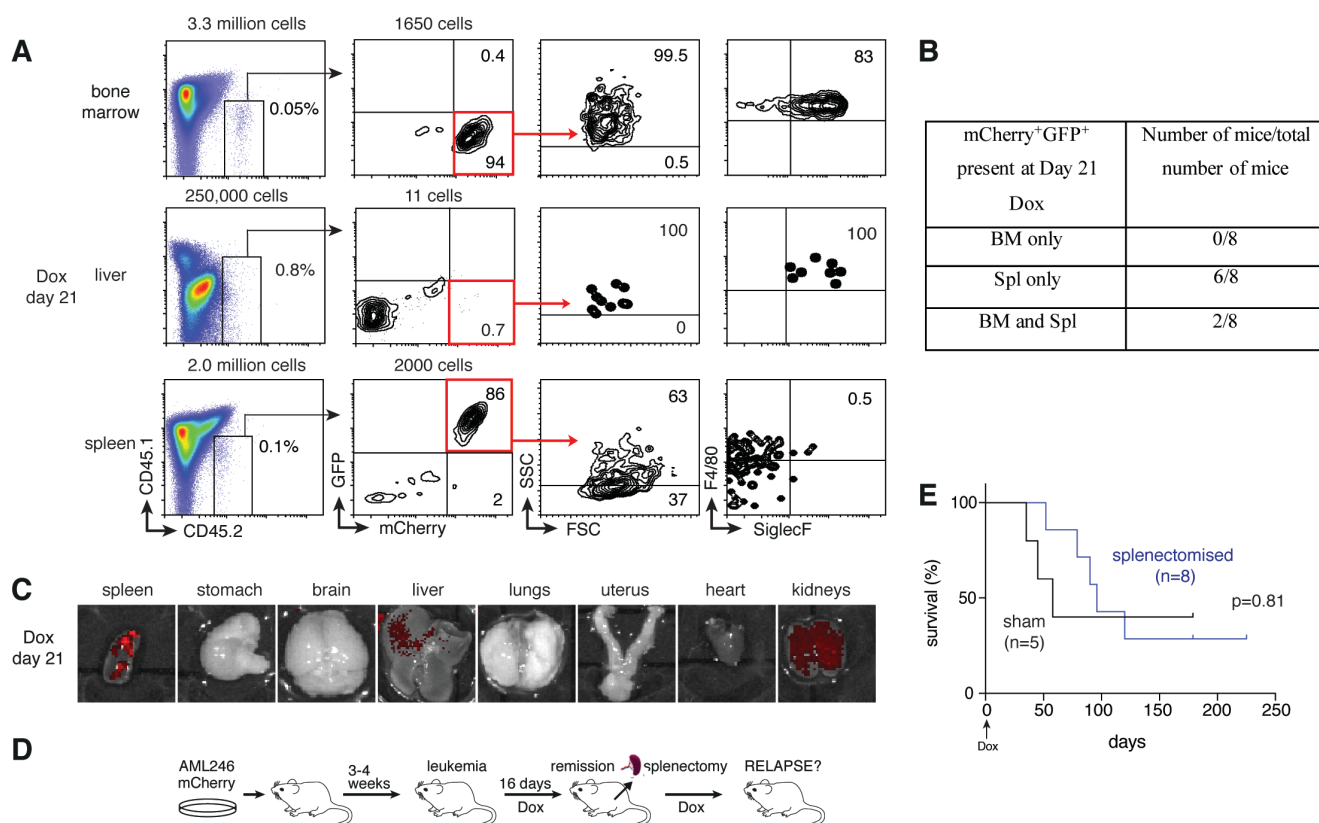 A
3.3 million cells
1650 cells
bone
marrow
0.05%
0.4
94
99.5
0.5
83
250,000 cells
11 cells
Dox
day 21
liver
0.8%
0.7
100
0
100
2.0 million cells
2000 cells
spleen
0.1%
86
2
63
37
0.5
CD45.1
CD45.2
GFP
mCherry
SSC
FSC
F4/80
SiglecF
B
mCherry+GFP+
present at Day 21
Dox
Number of mice/total
number of mice
BM only
0/8
Spl only
6/8
BM and Spl
2/8
C
spleen
stomach
brain
liver
lungs
uterus
heart
kidneys
Dox
day 21
D
AML246
mCherry
3-4
weeks
leukemia
16 days
Dox
remission
splenectomy
Dox
RELAPSE?
E
survival (%)
100
50
0
splenectomised
(n=8)
sham
(n=5)
p=0.81
0
50
100
150
200
250
Dox
days